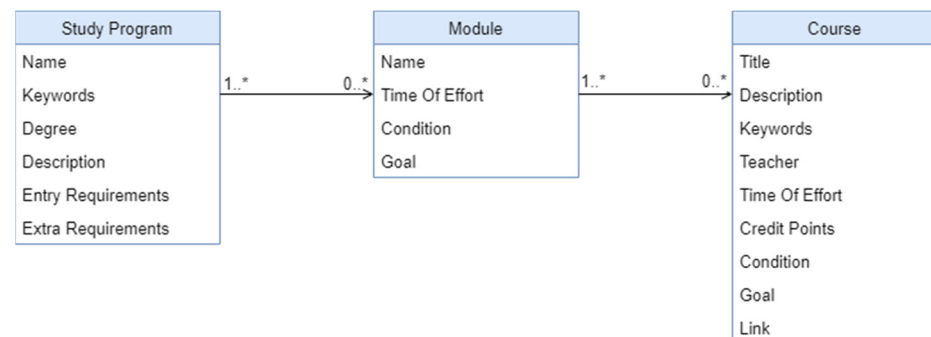 Study Program
Name
Keywords
Degree
Description
Entry Requirements
Extra Requirements
1..*
0..*
Module
Name
Time Of Effort
Condition
Goal
1..*
0..*
Course
Title
Description
Keywords
Teacher
Time Of Effort
Credit Points
Condition
Goal
Link